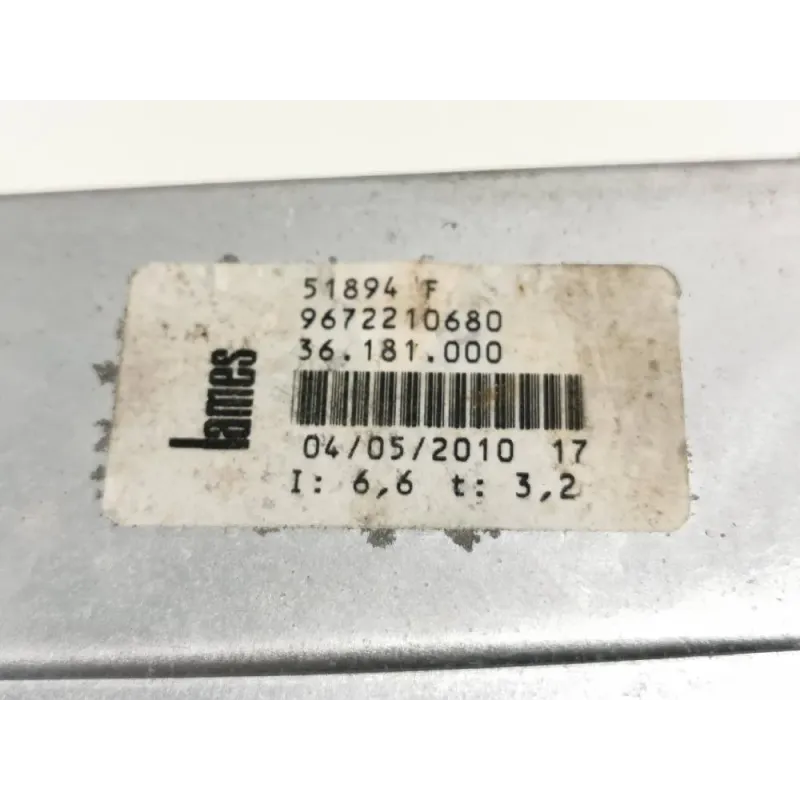 51894 F
9672210680
36.181.000
lames
04/05/2010 17
I: 6,6 t: 3,2